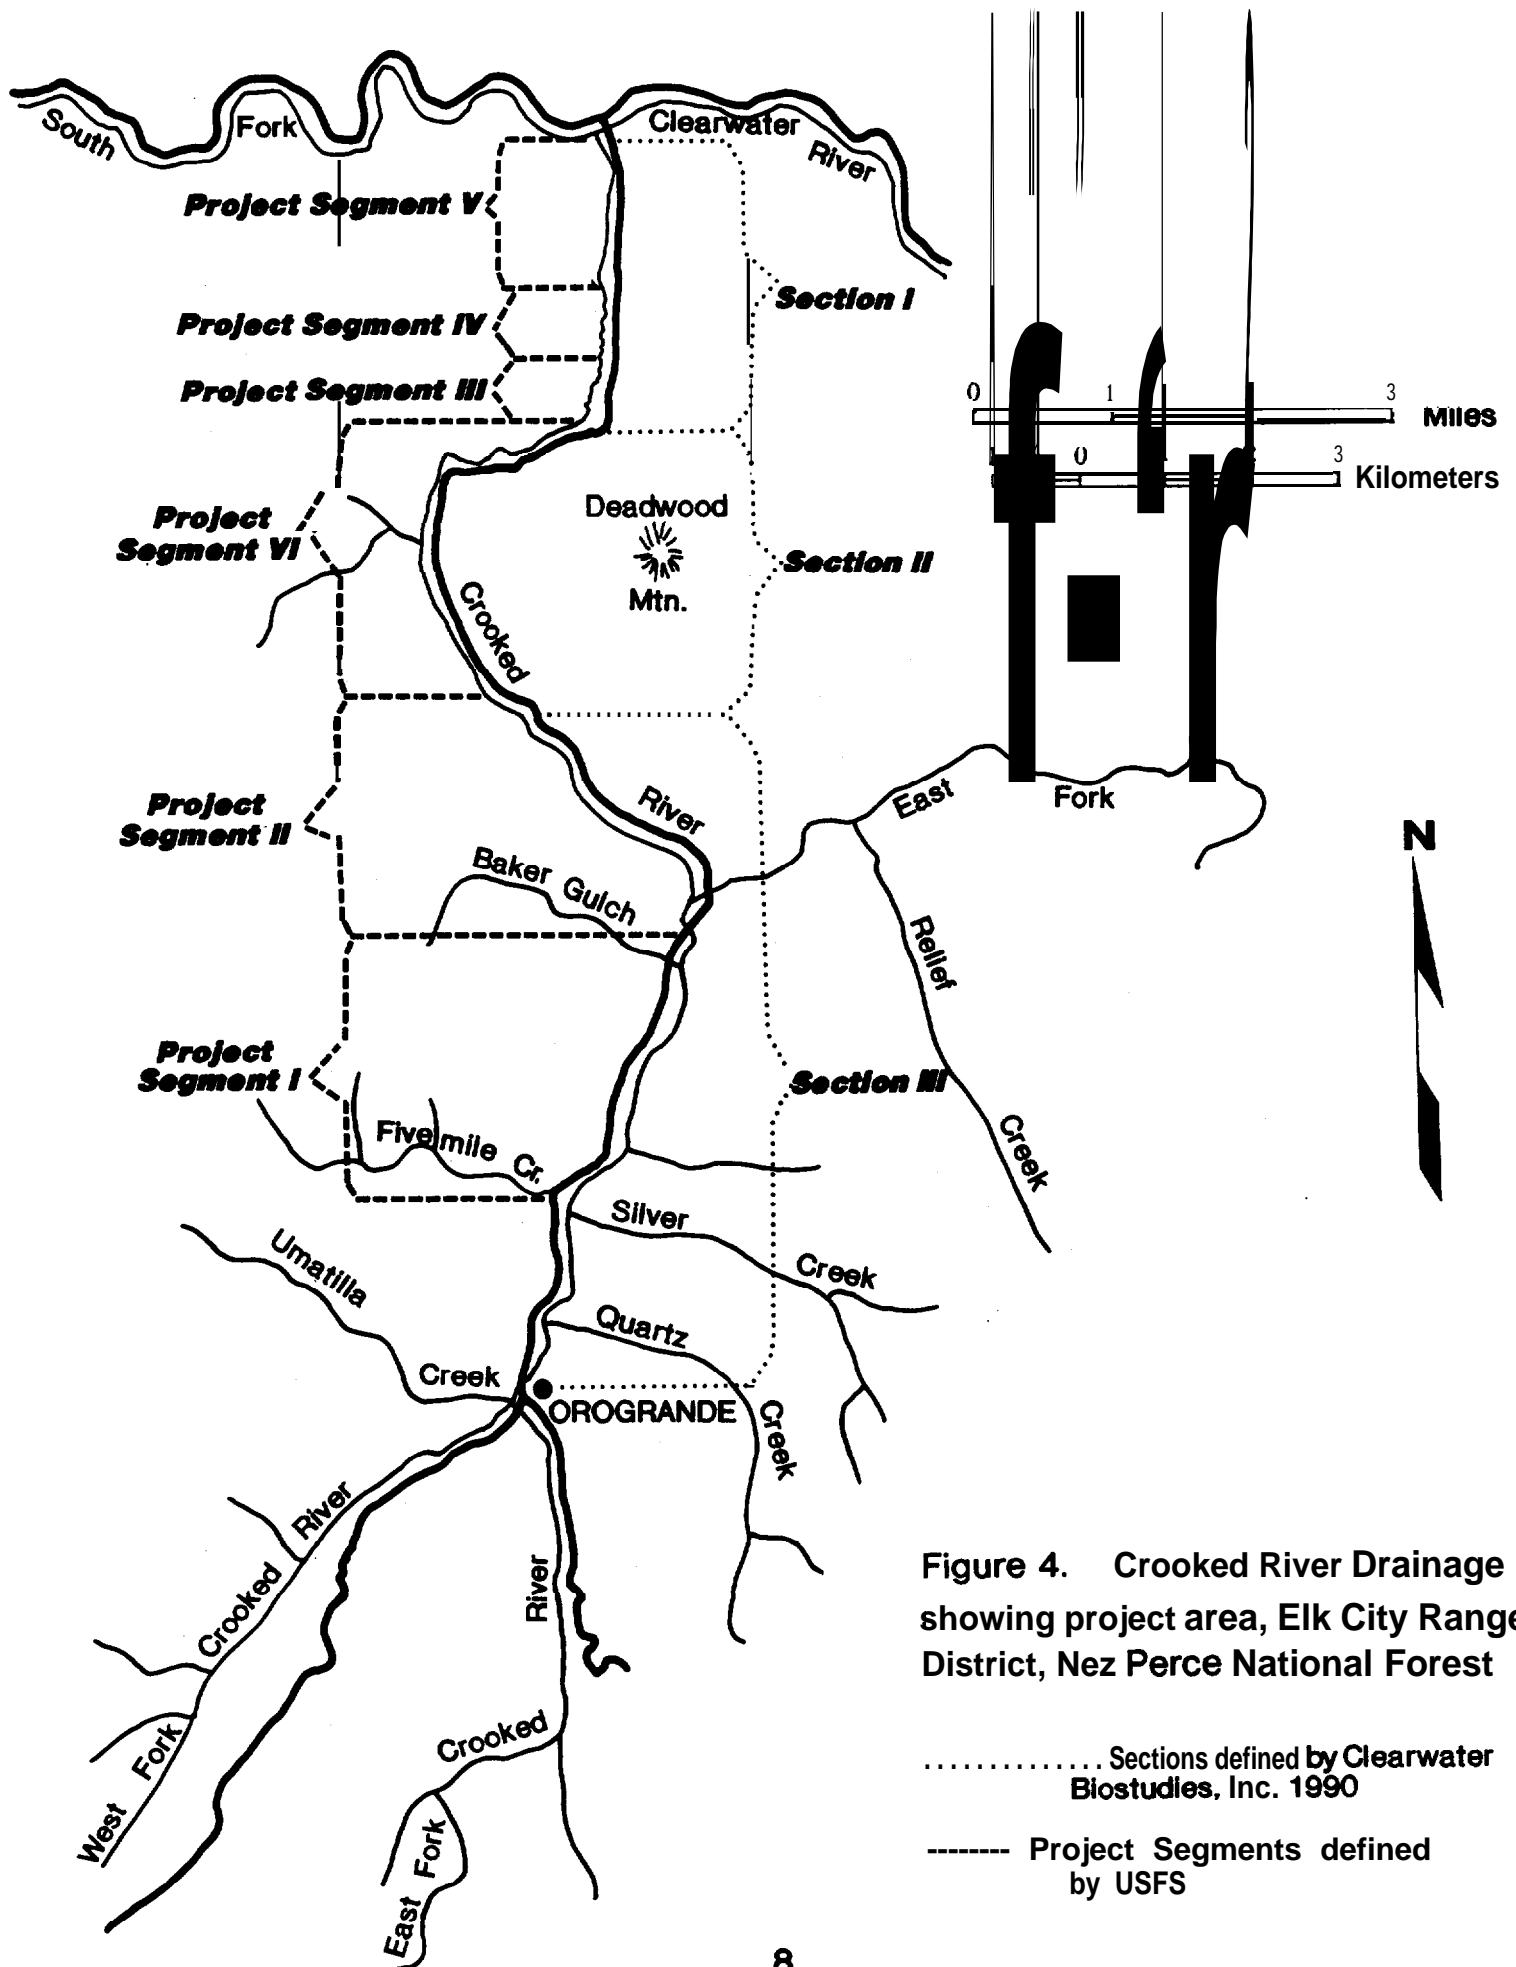 South Fork Clearwater River
Project Segment V
Section I
Project Segment IV
Project Segment III
0 1 3 Miles
0 3 Kilometers
Deadwood
Mtn.
Project
Segment VI
Section II
Crooked River
Project
Segment II
East Fork
N
Baker Gulch
Relief Creek
Project
Segment I
Section III
Fivemile Cr.
Silver Creek
Umatilla Creek
Quartz Creek
OROGRANDE
West Fork Crooked River
East Fork Crooked River
Figure 4. Crooked River Drainage
showing project area, Elk City Range
District, Nez Perce National Forest
.............. Sections defined by Clearwater
Biostudies, Inc. 1990
-------- Project Segments defined
by USFS
8